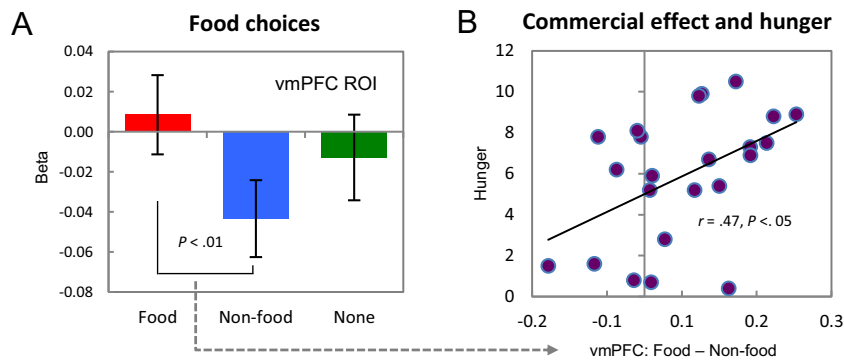 A
Food choices
0.04
0.02
0.00
-0.02
-0.04
-0.06
-0.08
Beta
vmPFC ROI
P < .01
Food
Non-food
None
B
Commercial effect and hunger
12
10
8
6
4
2
0
Hunger
r = .47, P <. 05
-0.2
-0.1
0.1
0.2
0.3
vmPFC: Food – Non-food